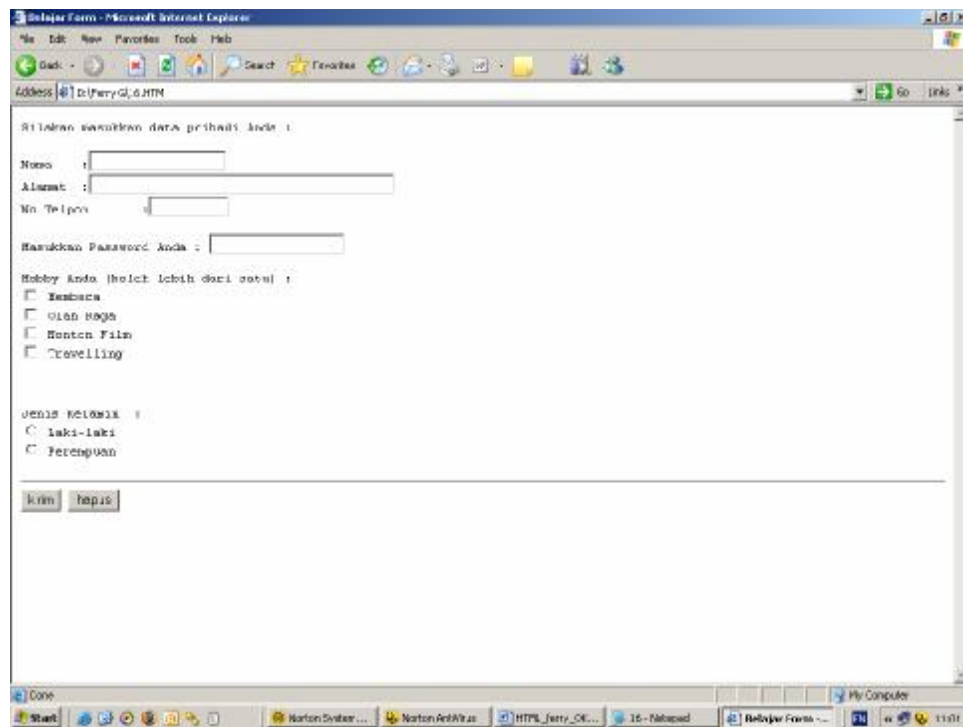 Belajar Form - Microsoft Internet Explorer
File Edit View Favorites Tools Help
Back Search Favorites
Address D:\Ferry G\16.HTM Go Links
Silakan masukkan data pribadi Anda :
Nama :
Alamat :
No Telpon :
Masukkan Password Anda :
Hobby Anda (boleh lebih dari satu) :
Membaca
Olah Raga
Nonton Film
Travelling
Jenis Kelamin :
Laki-laki
Perempuan
kirim hapus
Done My Computer
Start Norton System ... Norton AntiVirus HTML_ferry_OK... 16 - Notepad Belajar Form -... EN